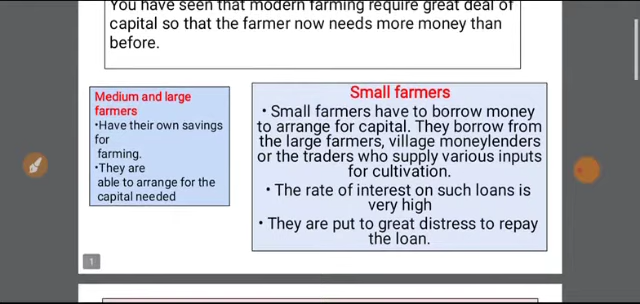 You have seen that modern farming require great deal of
capital so that the farmer now needs more money than
before.
Medium and large
farmers
•Have their own savings
for
farming.
•They are
able to arrange for the
capital needed
Small farmers
• Small farmers have to borrow money
to arrange for capital. They borrow from
the large farmers, village moneylenders
or the traders who supply various inputs
for cultivation.
• The rate of interest on such loans is
very high
• They are put to great distress to repay
the loan.
1